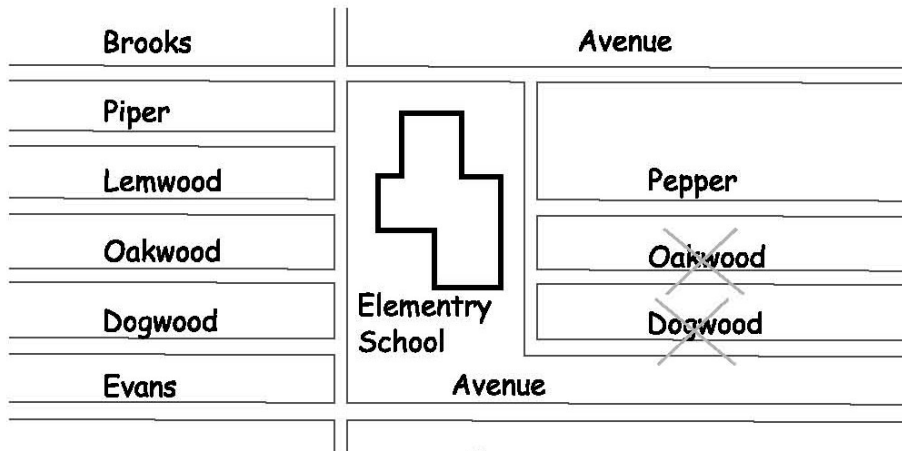 Brooks Avenue
Piper
Lemwood Pepper
Oakwood Oakwood
Dogwood Dogwood
Elementry
School
Evans Avenue